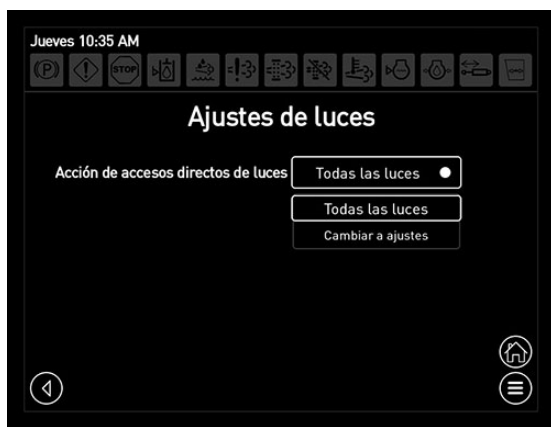 Jueves 10:35 AM
(P) STOP
Ajustes de luces
Acción de accesos directos de luces Todas las luces
Todas las luces
Cambiar a ajustes